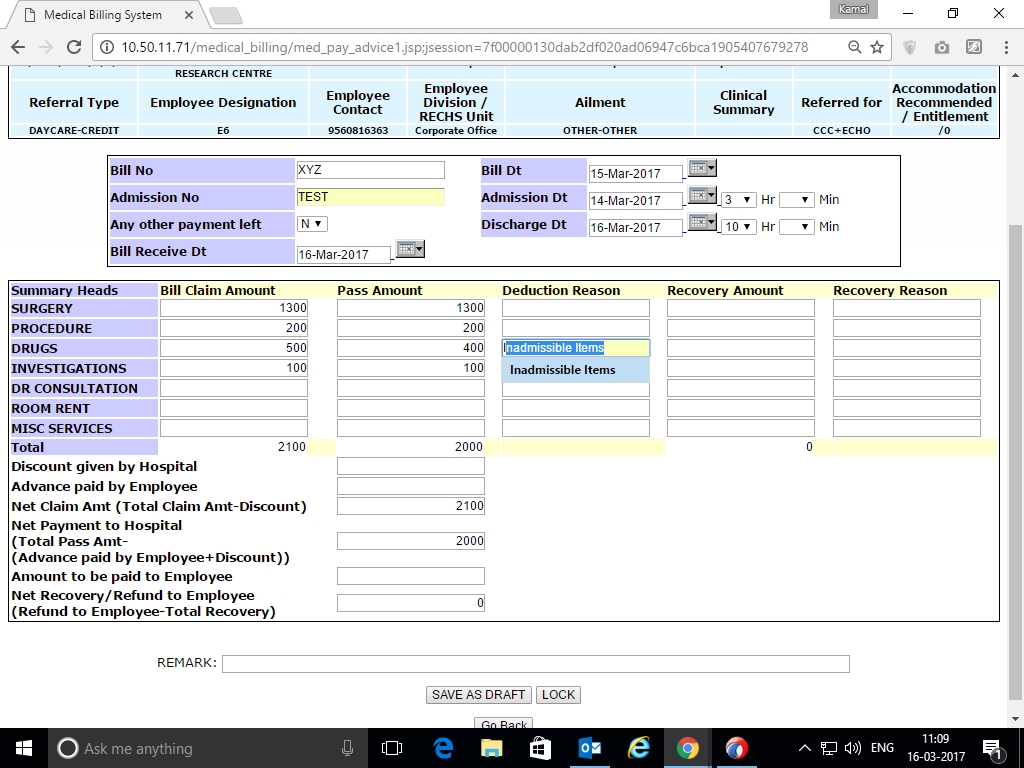 Medical Billing System
Kamal
10.50.11.71/medical_billing/med_pay_advice1.jsp;jsession=7f00000130dab2df020ad06947c6bca1905407679278
RESEARCH CENTRE
Referral Type Employee Designation Employee Contact Employee Division / RECHS Unit Ailment Clinical Summary Referred for Accommodation Recommended / Entitlement
DAYCARE-CREDIT E6 9560816363 Corporate Office OTHER-OTHER CCC+ECHO /0
Bill No XYZ Bill Dt 15-Mar-2017
Admission No TEST Admission Dt 14-Mar-2017 3 Hr Min
Any other payment left N Discharge Dt 16-Mar-2017 10 Hr Min
Bill Receive Dt 16-Mar-2017
Summary Heads Bill Claim Amount Pass Amount Deduction Reason Recovery Amount Recovery Reason
SURGERY 1300 1300
PROCEDURE 200 200
DRUGS 500 400 Inadmissible Items
Inadmissible Items
INVESTIGATIONS 100 100
DR CONSULTATION
ROOM RENT
MISC SERVICES
Total 2100 2000 0
Discount given by Hospital
Advance paid by Employee
Net Claim Amt (Total Claim Amt-Discount) 2100
Net Payment to Hospital
(Total Pass Amt- 2000
(Advance paid by Employee+Discount))
Amount to be paid to Employee
Net Recovery/Refund to Employee 0
(Refund to Employee-Total Recovery)
REMARK:
SAVE AS DRAFT LOCK
Go Back
Ask me anything
ENG
11:09
16-03-2017
1